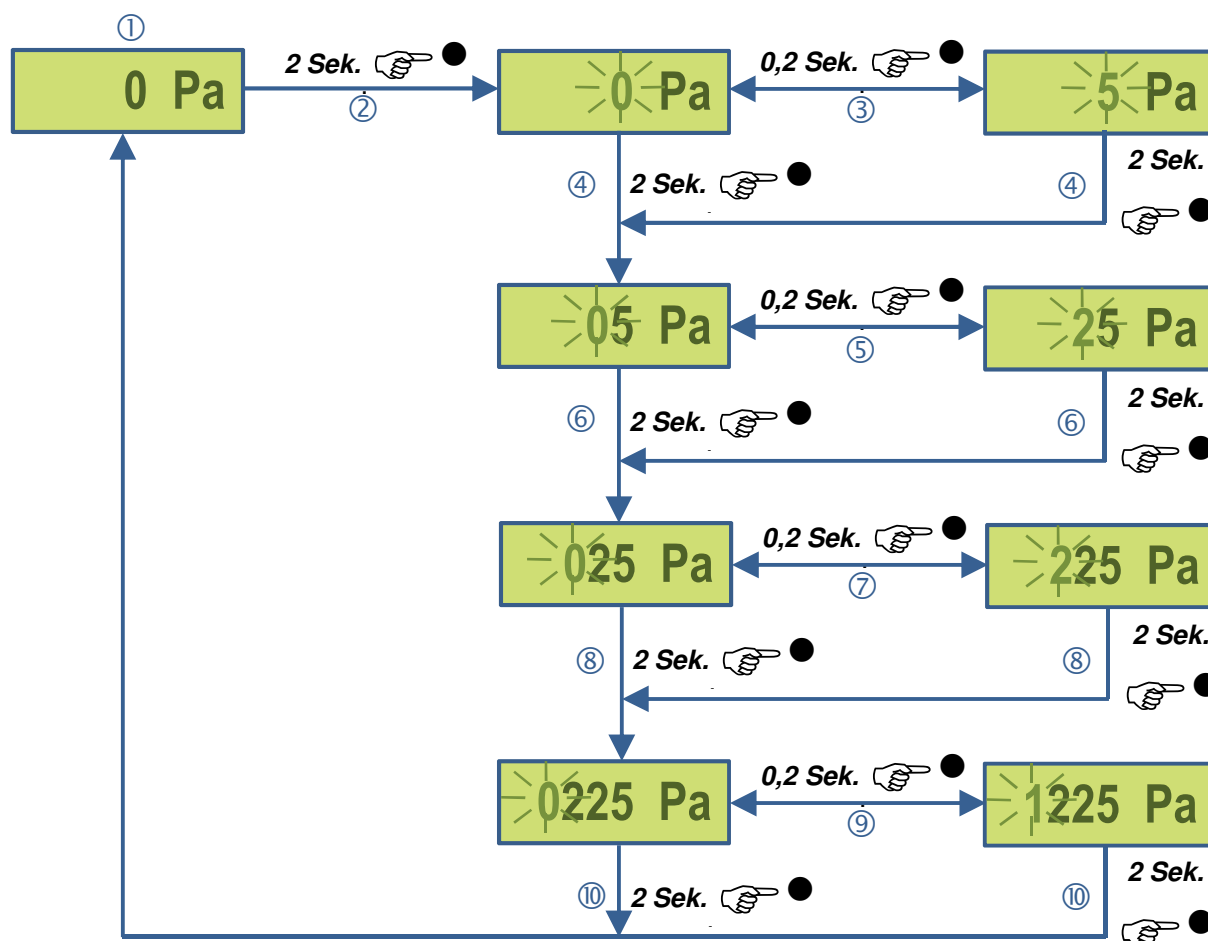 ①
0 Pa
2 Sek.
②
0 Pa
0,2 Sek.
③
5 Pa
④
2 Sek.
④
2 Sek.
05 Pa
0,2 Sek.
⑤
25 Pa
⑥
2 Sek.
⑥
2 Sek.
025 Pa
0,2 Sek.
⑦
225 Pa
⑧
2 Sek.
⑧
2 Sek.
0225 Pa
0,2 Sek.
⑨
1225 Pa
⑩
2 Sek.
⑩
2 Sek.